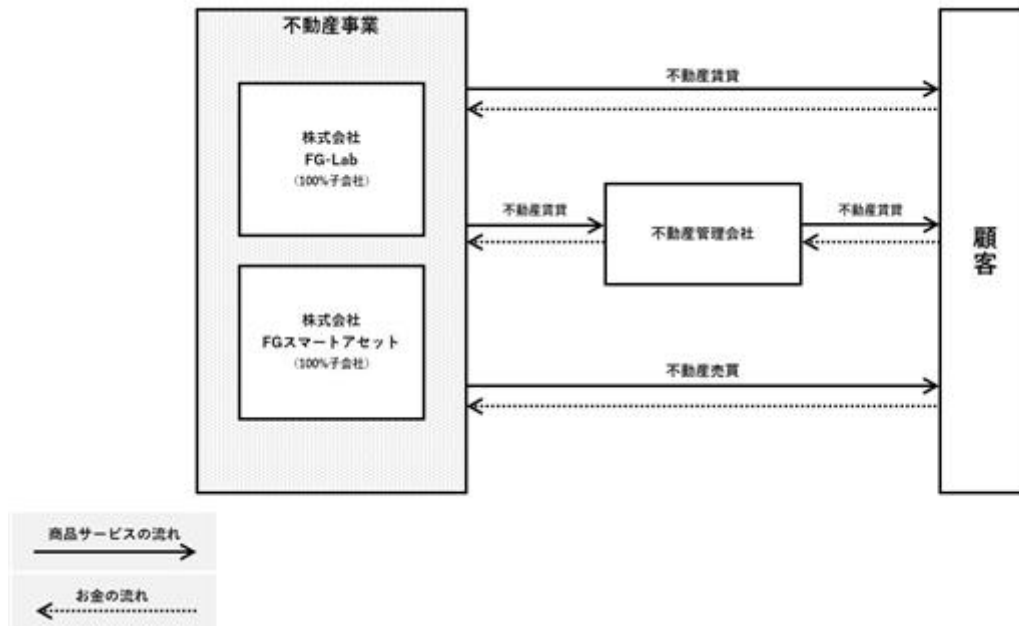 不動産事業
株式会社
FG-Lab
(100%子会社)
株式会社
FGスマートアセット
(100%子会社)
不動産賃貸
不動産賃貸
不動産管理会社
不動産賃貸
不動産売買
顧客
商品サービスの流れ
お金の流れ